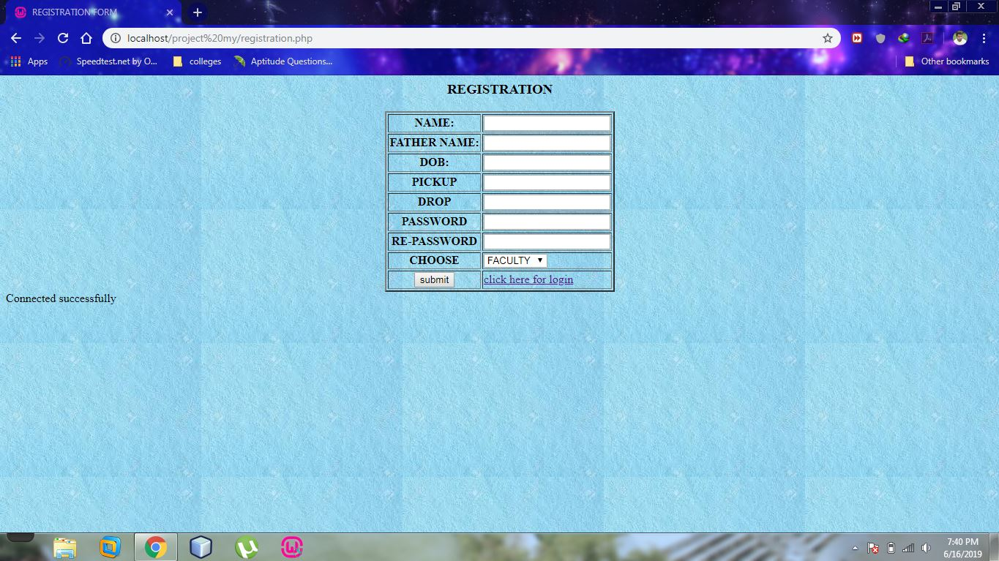 REGISTRATION FORM
localhost/project%20my/registration.php
Apps Speedtest.net by O... colleges Aptitude Questions... Other bookmarks
REGISTRATION
NAME:
FATHER NAME:
DOB:
PICKUP
DROP
PASSWORD
RE-PASSWORD
CHOOSE FACULTY
submit click here for login
Connected successfully
7:40 PM
6/16/2019